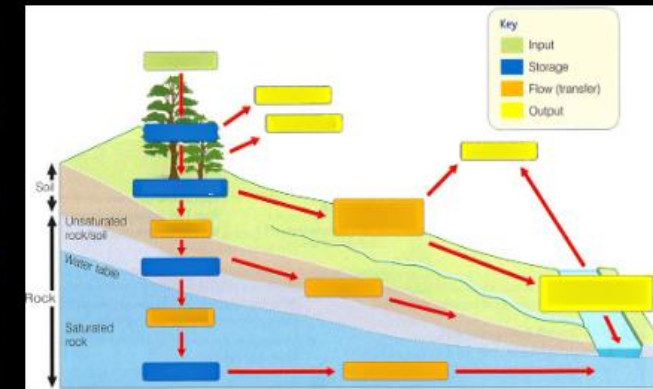 Key
Input
Storage
Flow (transfer)
Output
Soil
Unsaturated
rock/soil
Water table
Rock
Saturated
rock